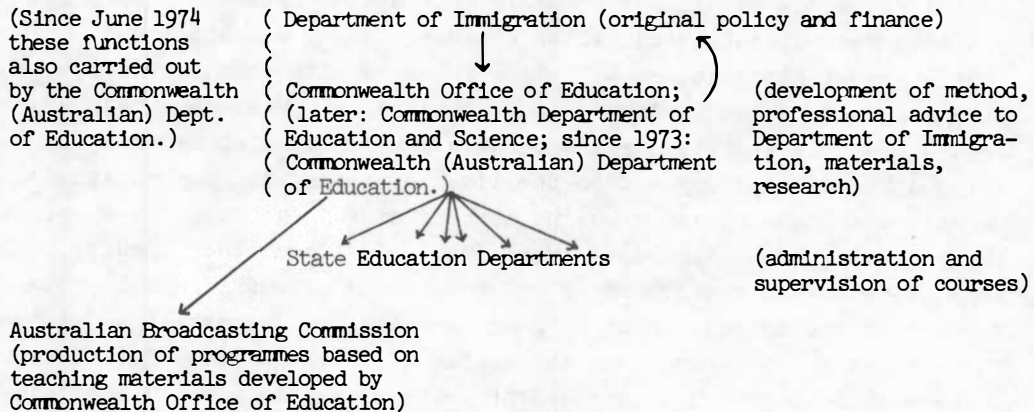 (Since June 1974
these functions
also carried out
by the Commonwealth
(Australian) Dept.
of Education.)
( Department of Immigration (original policy and finance)
(
(
( Commonwealth Office of Education;
( (later: Commonwealth Department of
( Education and Science; since 1973:
( Commonwealth (Australian) Department
( of Education.)
(development of method,
professional advice to
Department of Immigra-
tion, materials,
research)
State Education Departments
(administration and
supervision of courses)
Australian Broadcasting Commission
(production of programmes based on
teaching materials developed by
Commonwealth Office of Education)